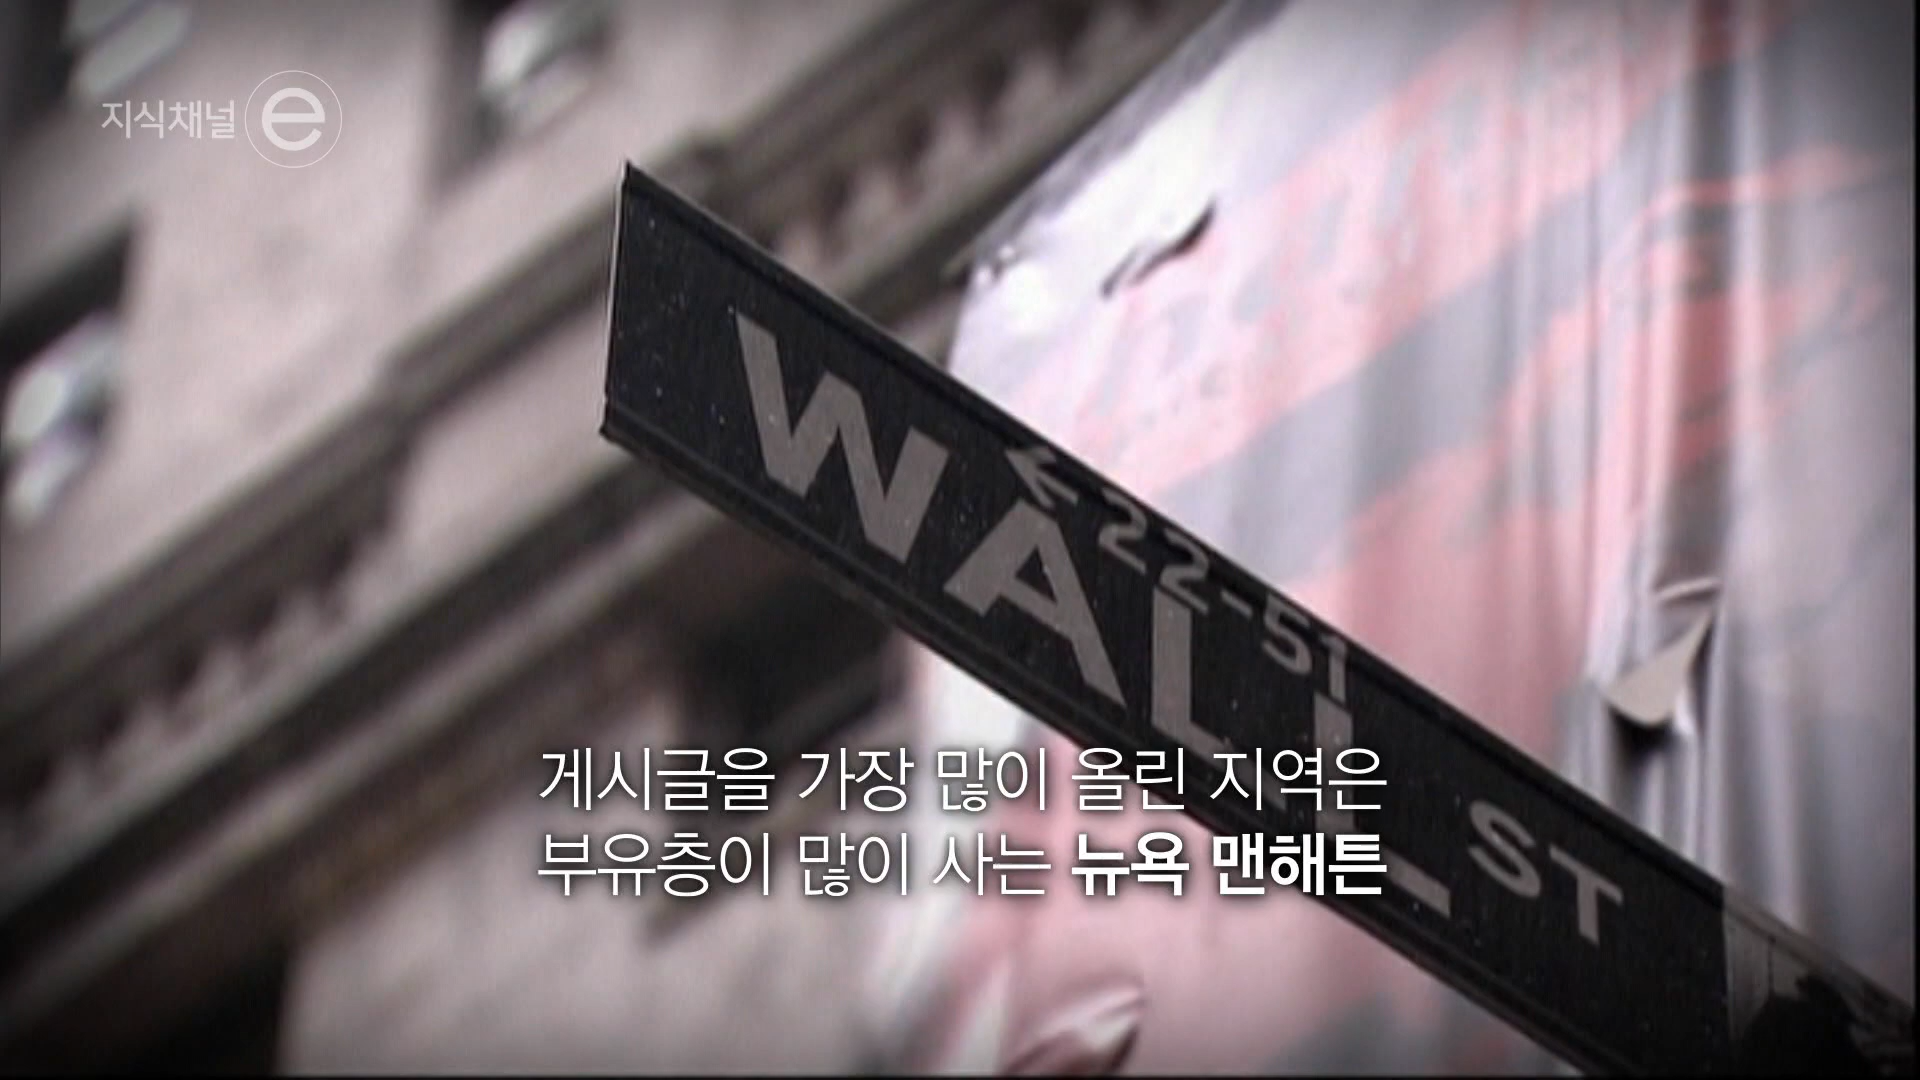 지식채널 e
←22-51
WALL ST
게시글을 가장 많이 올린 지역은
부유층이 많이 사는 뉴욕 맨해튼